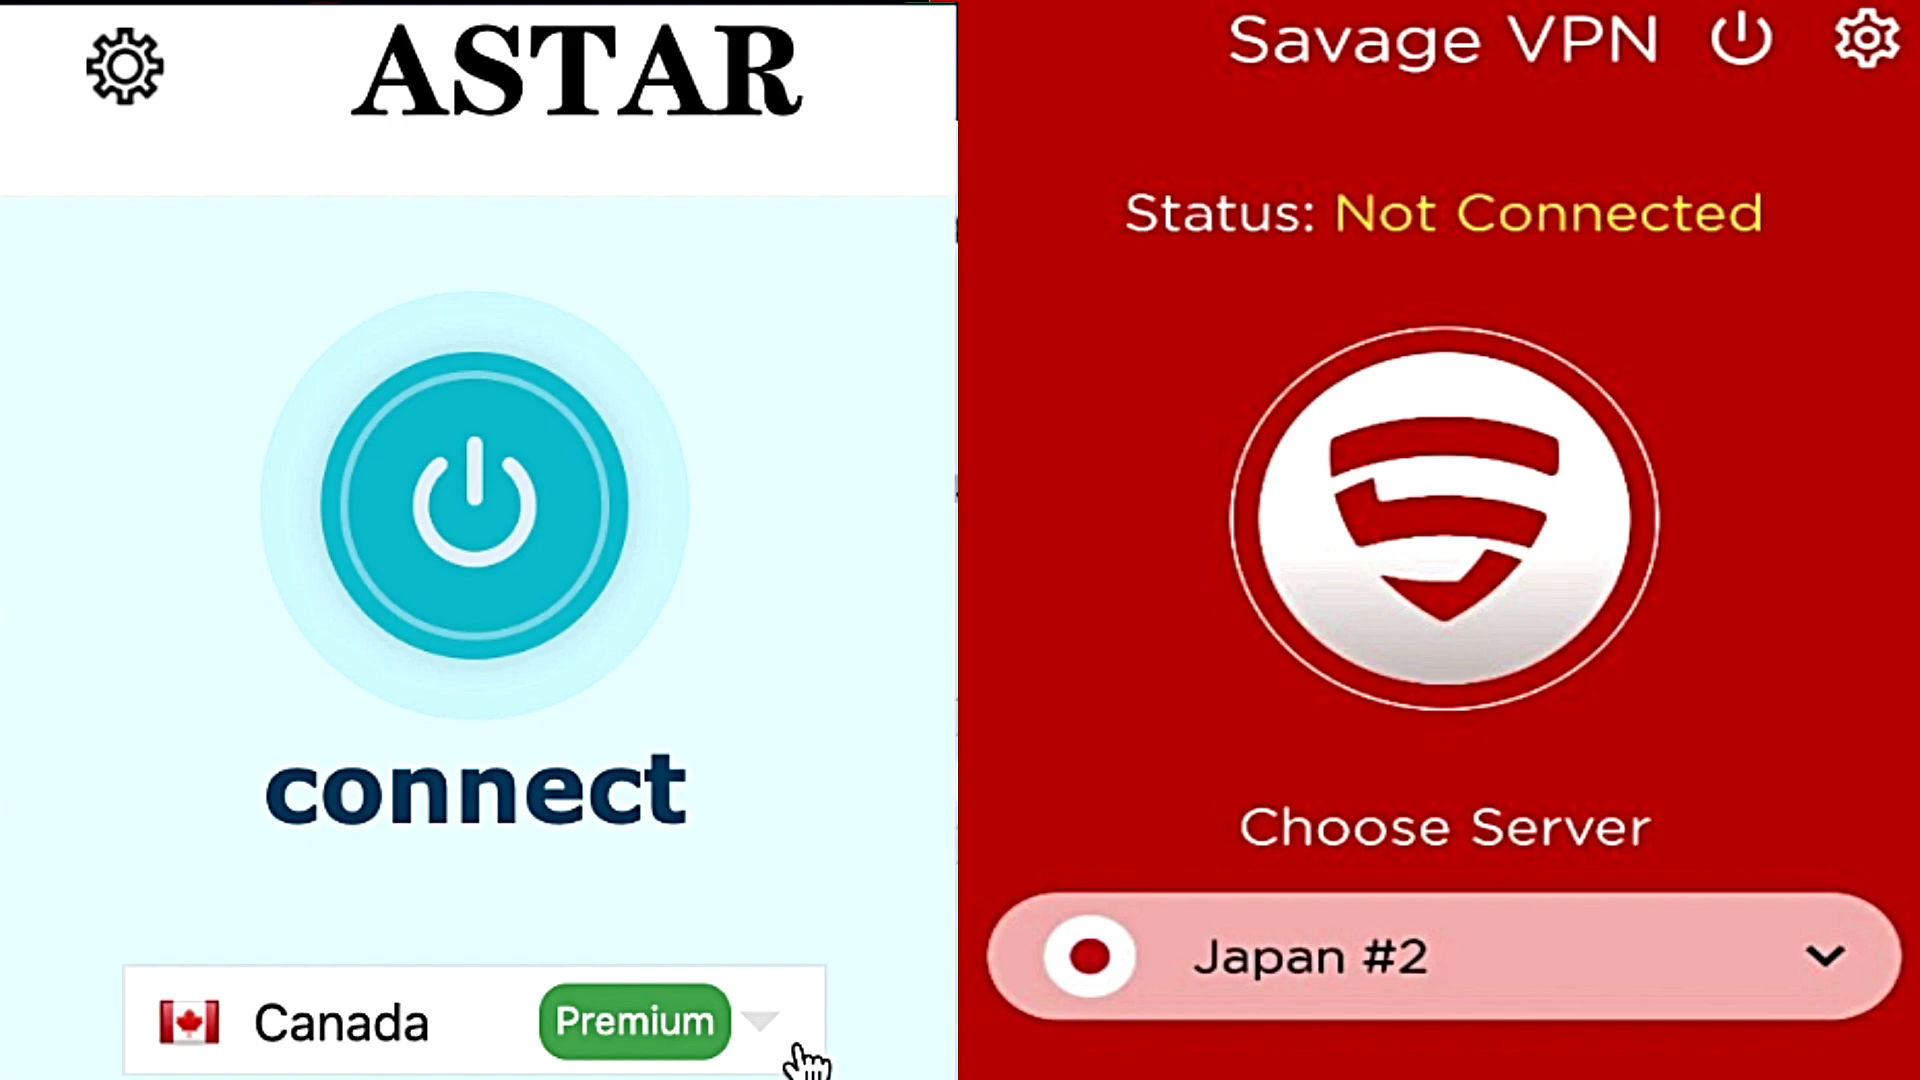 ASTAR
connect
Canada
Premium
Savage VPN
Status: Not Connected
Choose Server
Japan #2